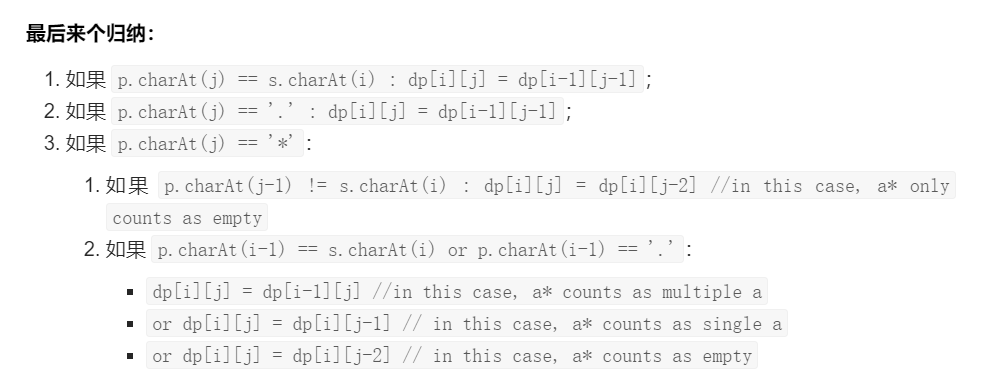 最后来个归纳：
1. 如果 p.charAt(j) == s.charAt(i) : dp[i][j] = dp[i-1][j-1]；
2. 如果 p.charAt(j) == '.' : dp[i][j] = dp[i-1][j-1]；
3. 如果 p.charAt(j) == '*'：
1. 如果 p.charAt(j-1) != s.charAt(i) : dp[i][j] = dp[i][j-2] //in this case, a* only
counts as empty
2. 如果 p.charAt(i-1) == s.charAt(i) or p.charAt(i-1) == '.'：
▪ dp[i][j] = dp[i-1][j] //in this case, a* counts as multiple a
▪ or dp[i][j] = dp[i][j-1] // in this case, a* counts as single a
▪ or dp[i][j] = dp[i][j-2] // in this case, a* counts as empty